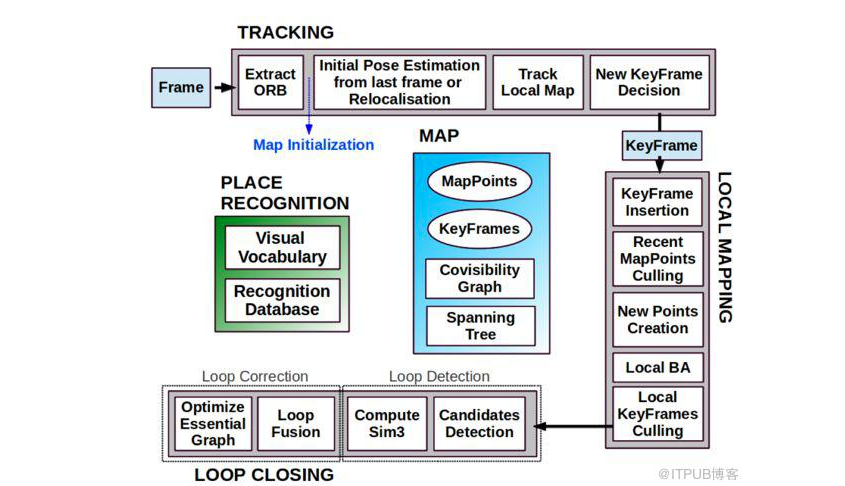 TRACKING
Frame
Extract
ORB
Initial Pose Estimation
from last frame or
Relocalisation
Track
Local Map
New KeyFrame
Decision
Map Initialization
MAP
KeyFrame
PLACE
RECOGNITION
Visual
Vocabulary
Recognition
Database
MapPoints
KeyFrames
Covisibility
Graph
Spanning
Tree
LOCAL MAPPING
KeyFrame
Insertion
Recent
MapPoints
Culling
New Points
Creation
Local BA
Local
KeyFrames
Culling
Loop Correction
Loop Detection
Optimize
Essential
Graph
Loop
Fusion
Compute
Sim3
Candidates
Detection
LOOP CLOSING
@ITPUB博客